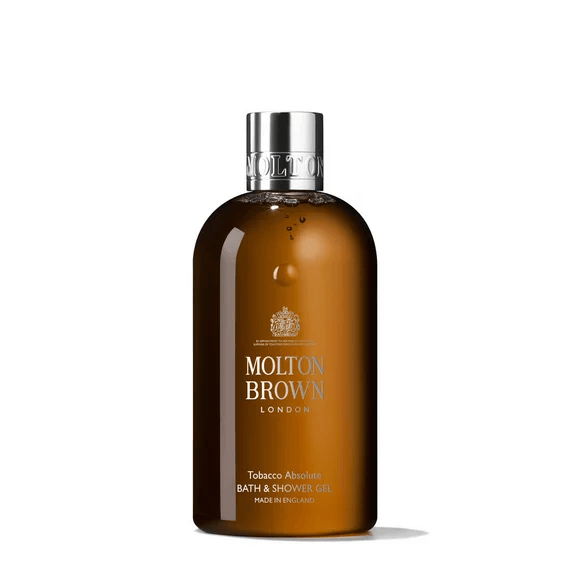 MOLTON
MOLTON
BROWN
LONDON
Tobacco Absolute
BATH & SHOWER GEL
MADE IN ENGLAND